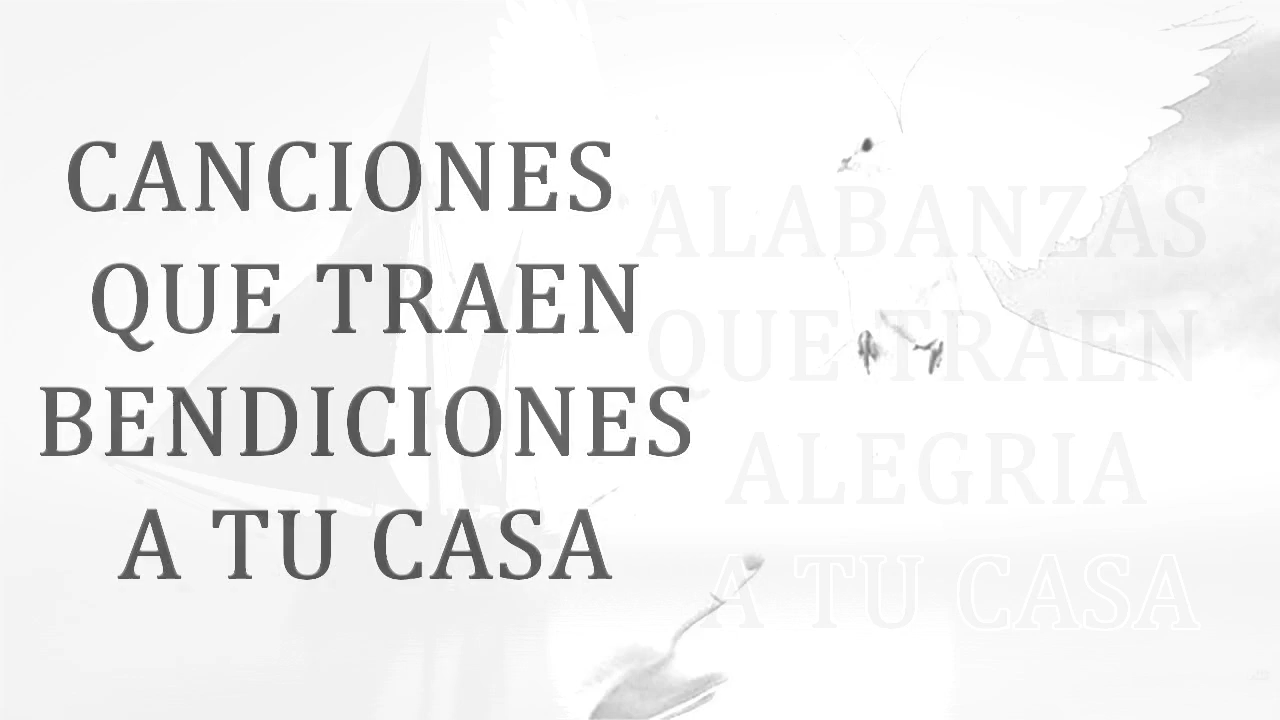 CANCIONES
QUE TRAEN
BENDICIONES
A TU CASA
ALABANZAS
QUE TRAEN
ALEGRIA
A TU CASA